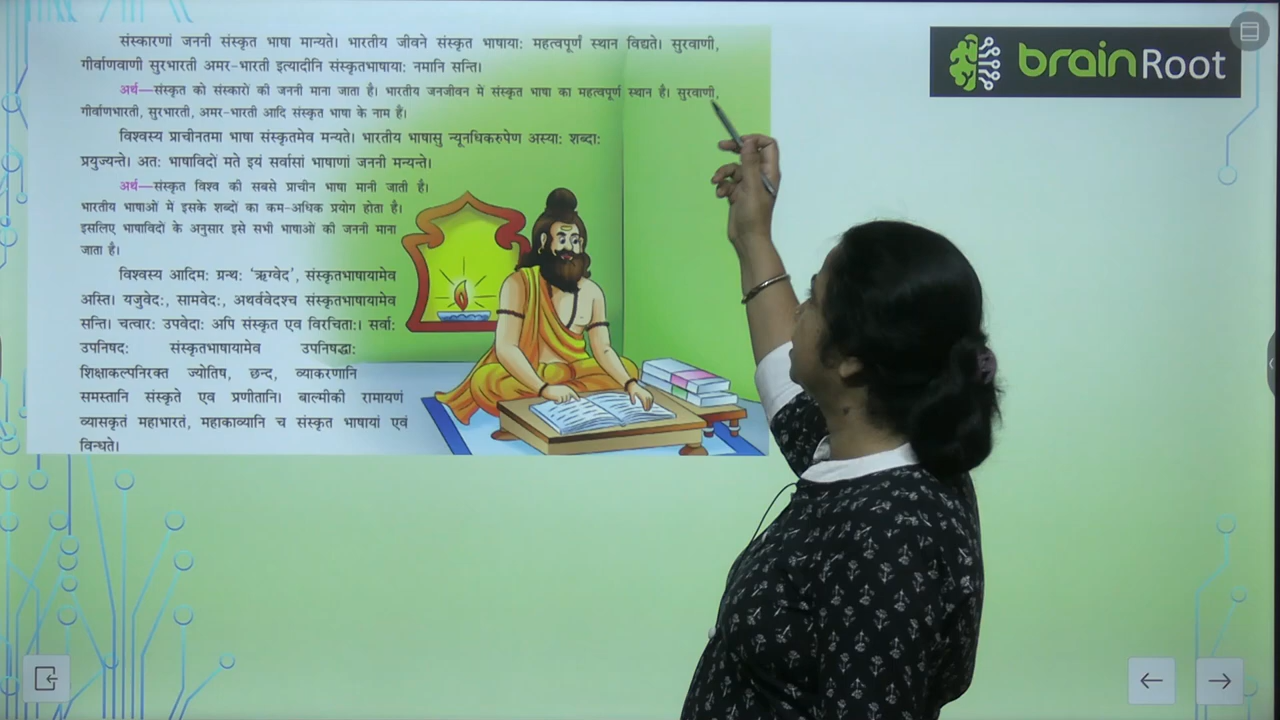 संस्कारणां जननी संस्कृत भाषा मान्यते। भारतीय जीवने संस्कृत भाषाया: महत्वपूर्णं स्थान विद्यते। सुरवाणी,
गीर्वाणवाणी सुरभारती अमर-भारती इत्यादीनि संस्कृतभाषाया: नमानि सन्ति।
अर्थ—संस्कृत को संस्कारों की जननी माना जाता है। भारतीय जनजीवन में संस्कृत भाषा का महत्वपूर्ण स्थान है। सुरवाणी,
गीर्वाणभारती, सुरभारती, अमर-भारती आदि संस्कृत भाषा के नाम हैं।
विश्वस्य प्राचीनतमा भाषा संस्कृतमेव मन्यते। भारतीय भाषासु न्यूनधिकरुपेण अस्या: शब्दा:
प्रयुज्यन्ते। अत: भाषाविदों मते इयं सर्वासां भाषाणां जननी मन्यन्ते।
अर्थ—संस्कृत विश्व की सबसे प्राचीन भाषा मानी जाती है।
भारतीय भाषाओं में इसके शब्दों का कम-अधिक प्रयोग होता है।
इसलिए भाषाविदों के अनुसार इसे सभी भाषाओं की जननी माना
जाता है।
विश्वस्य आदिम: ग्रन्थ: ‘ऋग्वेद’, संस्कृतभाषायामेव
अस्ति। यजुवेद:, सामवेद:, अथर्ववेदश्च संस्कृतभाषायामेव
सन्ति। चत्वार: उपवेदा: अपि संस्कृत एव विरचिता:। सर्वा:
उपनिषद: संस्कृतभाषायामेव उपनिषद्धा:
शिक्षाकल्पनिरक्त ज्योतिष, छन्द, व्याकरणानि
समस्तानि संस्कृते एव प्रणीतानि। बाल्मीकी रामायणं
व्यासकृतं महाभारतं, महाकाव्यानि च संस्कृत भाषायां एवं
विन्धते।
brainRoot